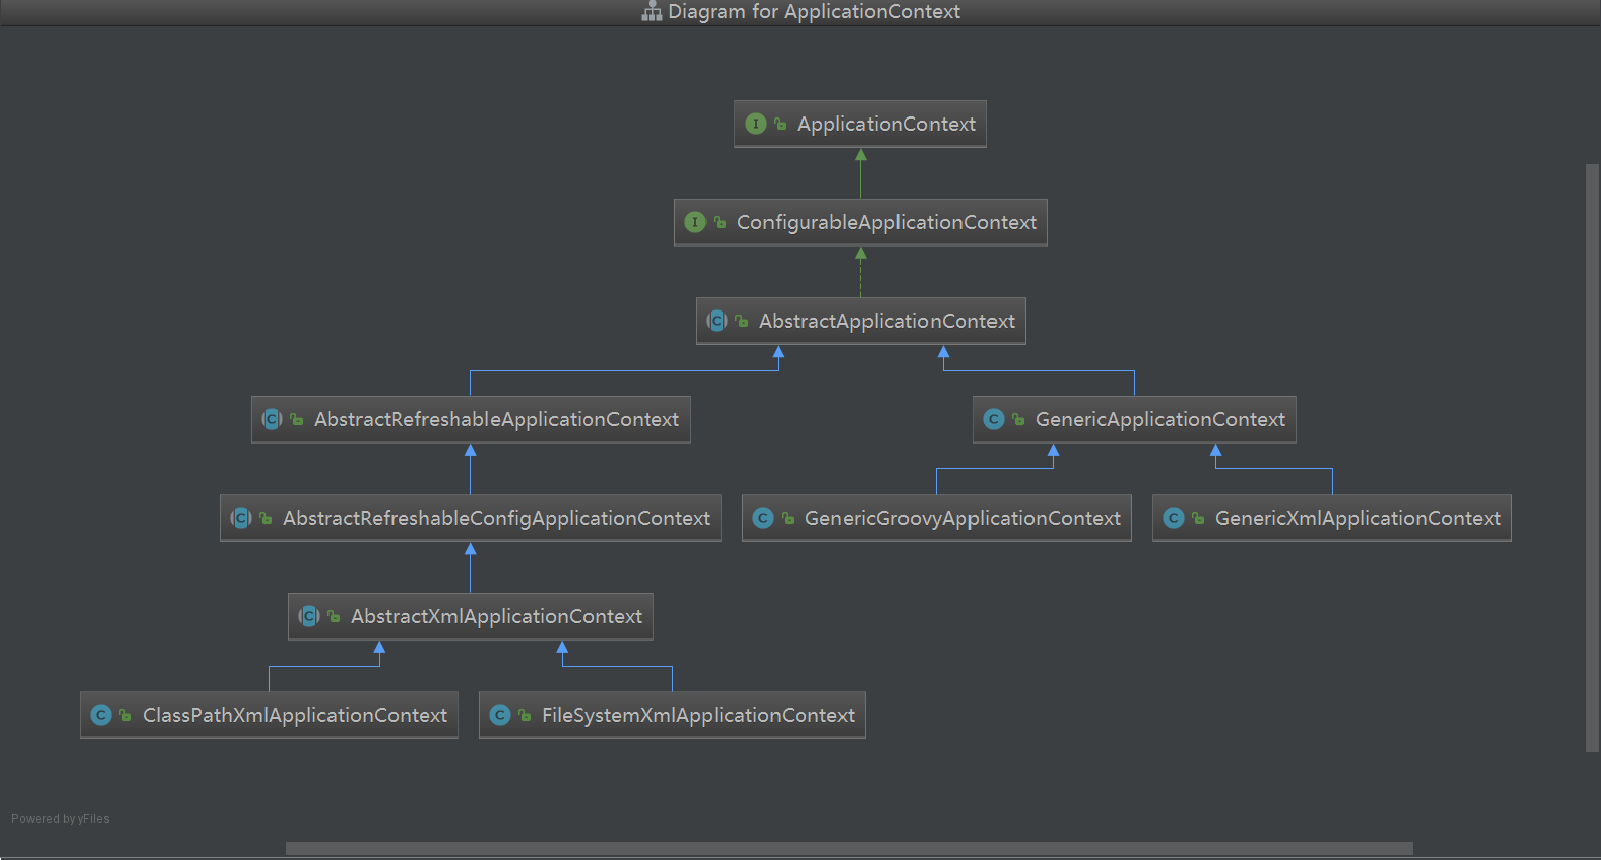 Diagram for ApplicationContext
I ApplicationContext
I ConfigurableApplicationContext
C AbstractApplicationContext
C AbstractRefreshableApplicationContext
C GenericApplicationContext
C AbstractRefreshableConfigApplicationContext
C GenericGroovyApplicationContext
C GenericXmlApplicationContext
C AbstractXmlApplicationContext
C ClassPathXmlApplicationContext
C FileSystemXmlApplicationContext
Powered by yFiles